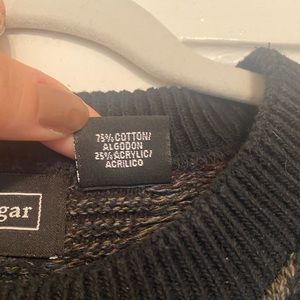 75% COTTON/
ALGODON
25% ACRYLIC/
ACRILICO
gar